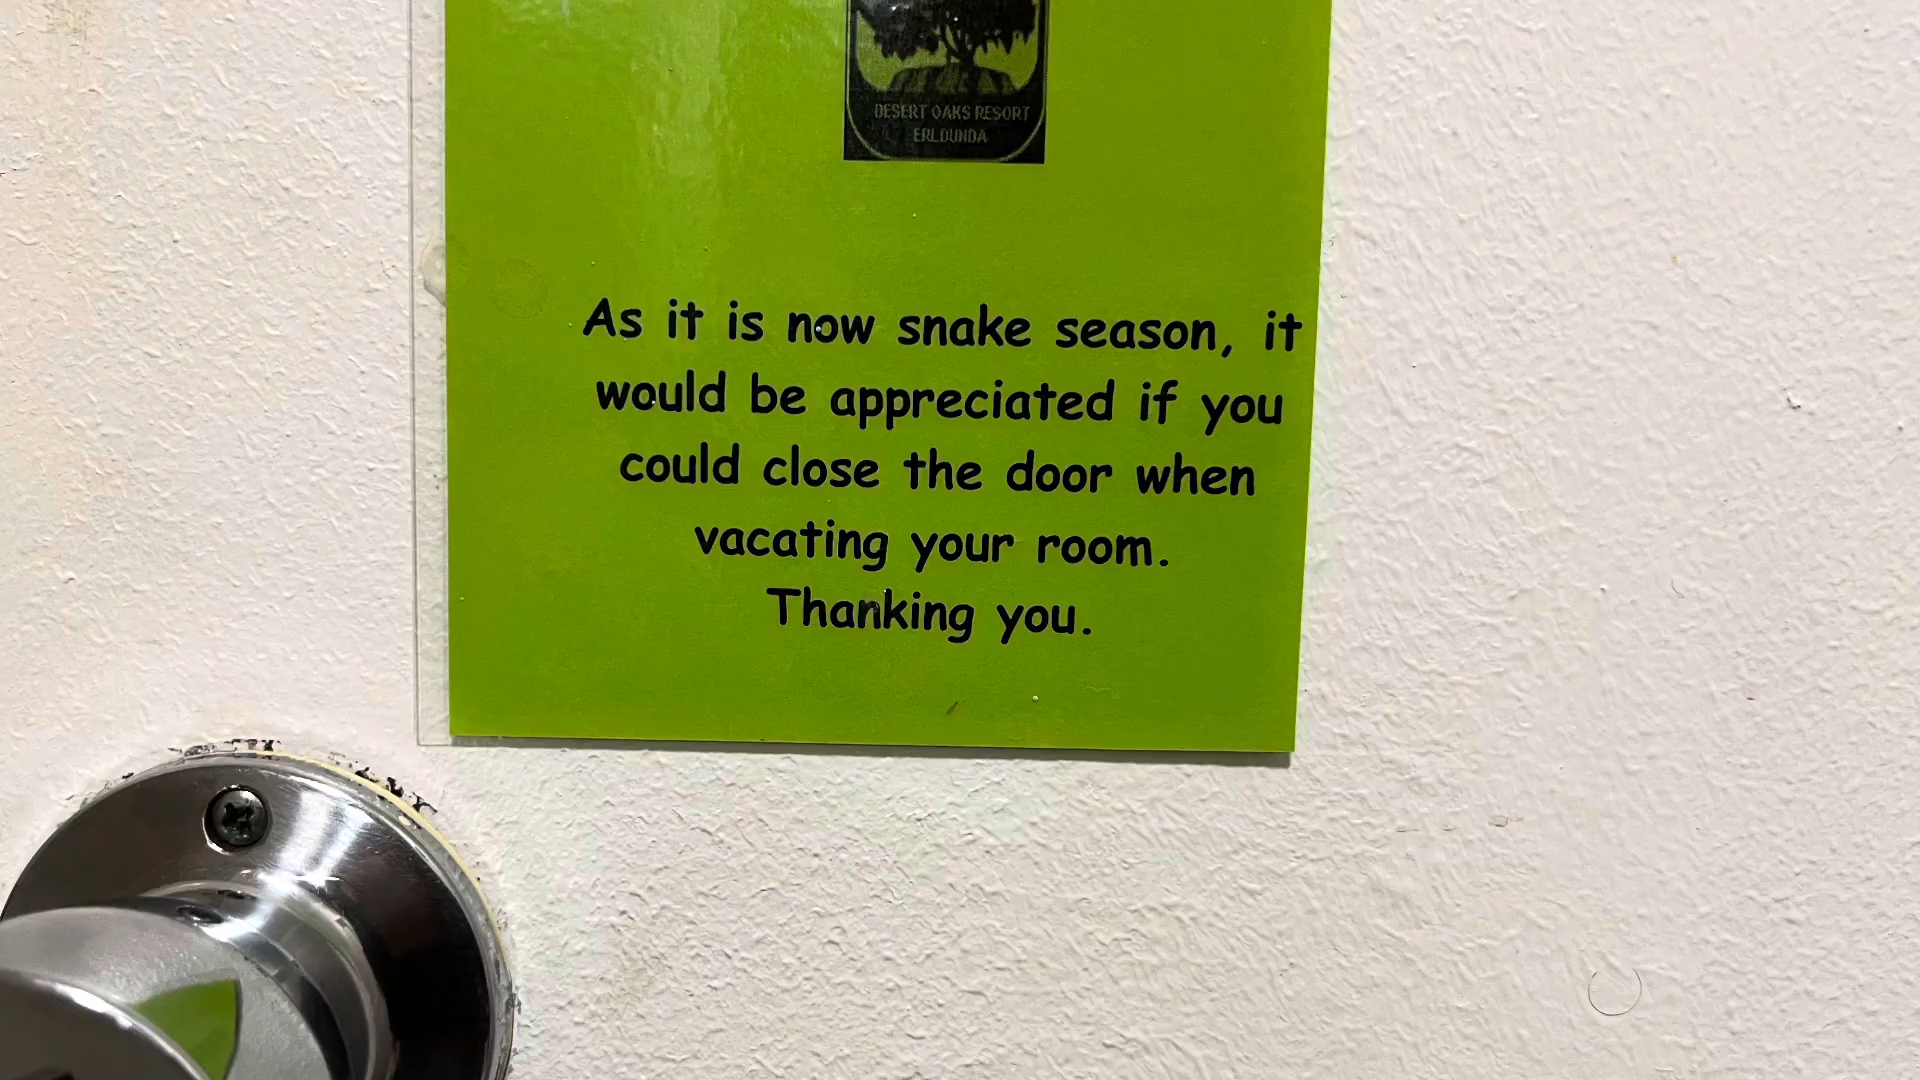 DESERT OAKS RESORT
ERLDUNDA
As it is now snake season, it
would be appreciated if you
could close the door when
vacating your room.
Thanking you.